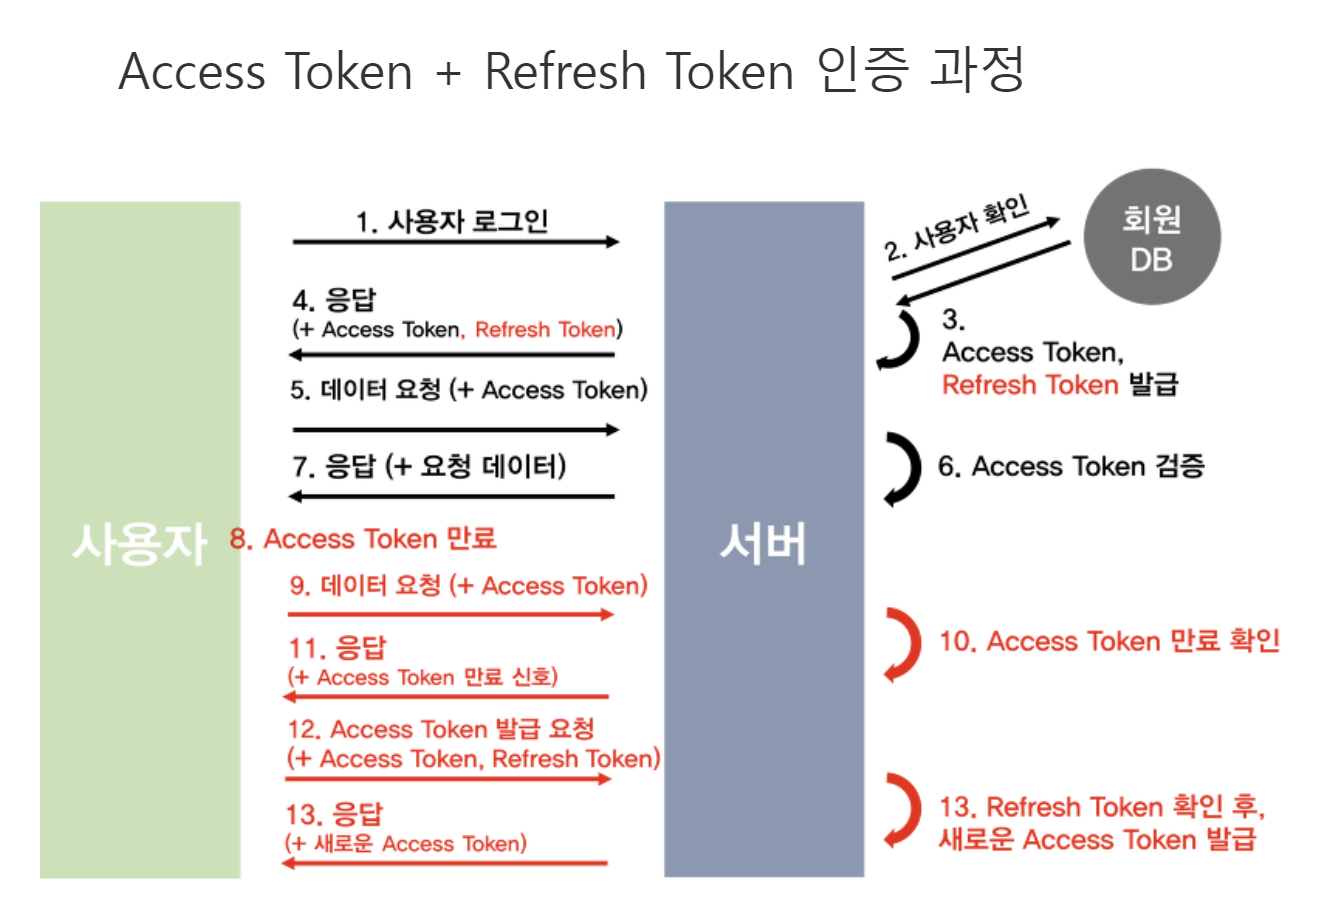 Access Token + Refresh Token 인증 과정
1. 사용자 로그인
2. 사용자 확인
회원
DB
3.
Access Token,
Refresh Token 발급
4. 응답
(+ Access Token, Refresh Token)
5. 데이터 요청 (+ Access Token)
6. Access Token 검증
7. 응답 (+ 요청 데이터)
사용자
서버
8. Access Token 만료
9. 데이터 요청 (+ Access Token)
10. Access Token 만료 확인
11. 응답
(+ Access Token 만료 신호)
12. Access Token 발급 요청
(+ Access Token, Refresh Token)
13. Refresh Token 확인 후,
새로운 Access Token 발급
13. 응답
(+ 새로운 Access Token)